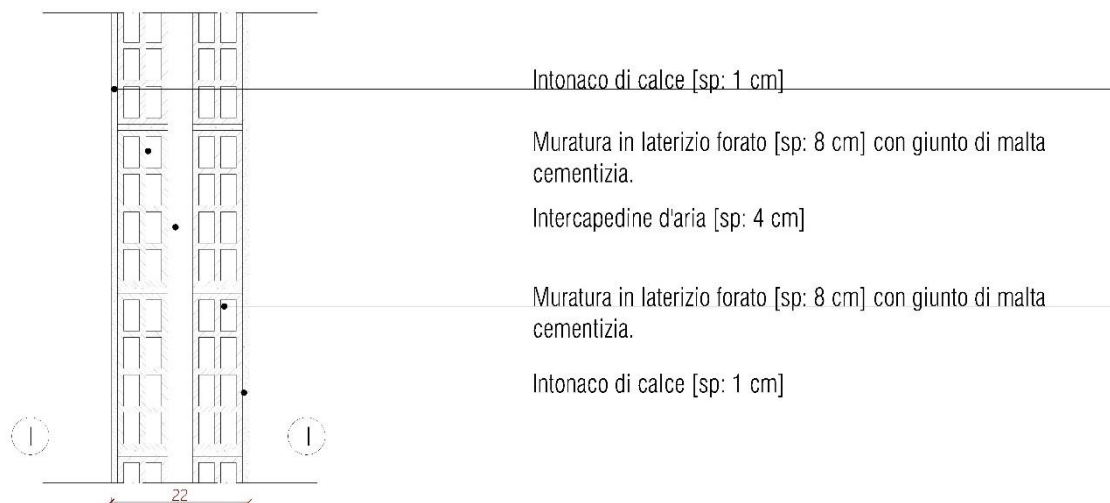 Intonaco di calce [sp: 1 cm]
Muratura in laterizio forato [sp: 8 cm] con giunto di malta
cementizia.
Intercapedine d'aria [sp: 4 cm]
Muratura in laterizio forato [sp: 8 cm] con giunto di malta
cementizia.
Intonaco di calce [sp: 1 cm]
I
I
22